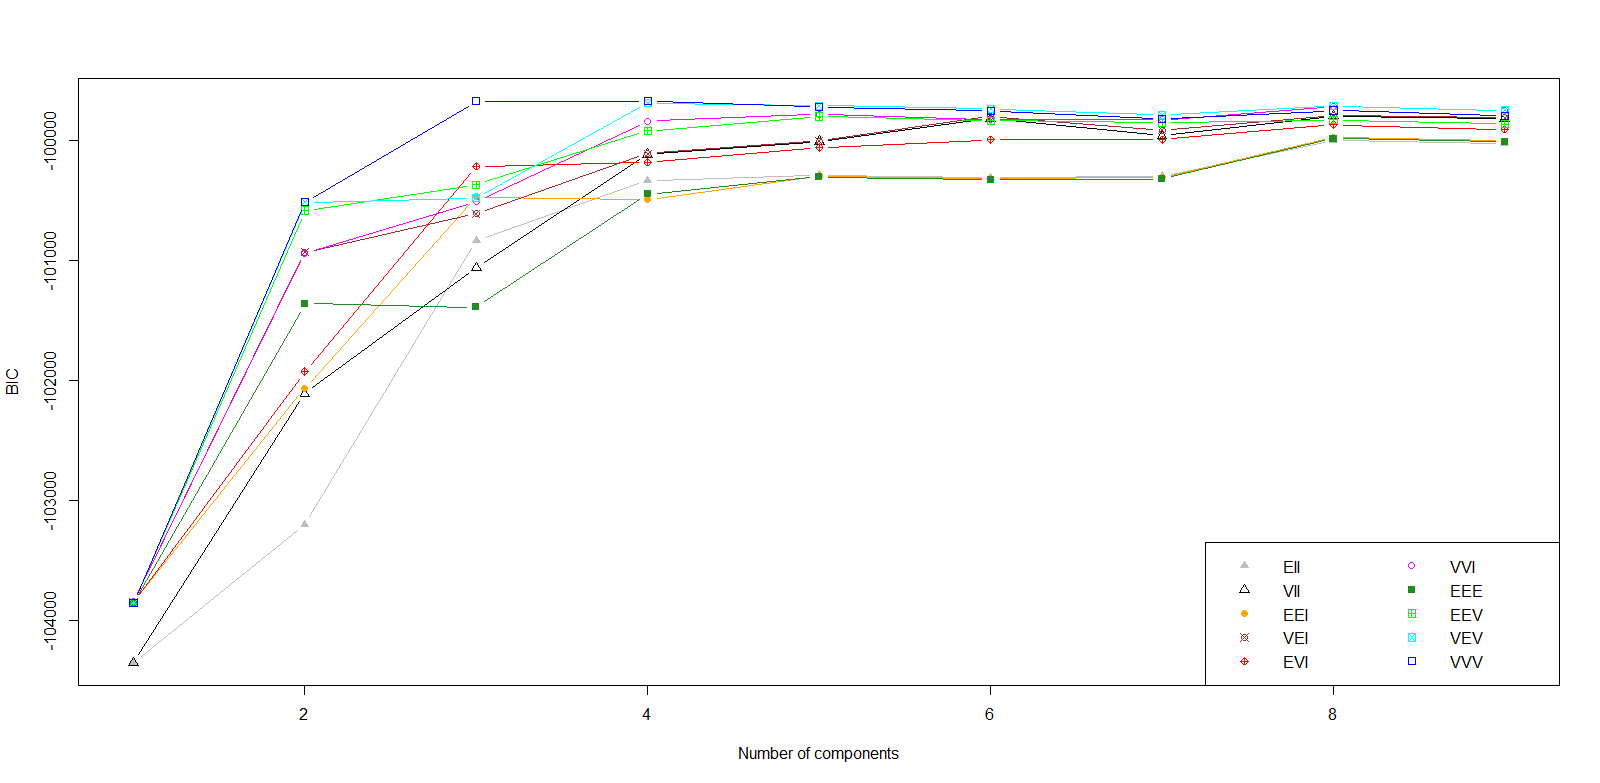 BIC
-100000
-101000
-102000
-103000
-104000
2
4
6
8
Number of components
EII
VII
EEI
VEI
EVI
VVI
EEE
EEV
VEV
VVV